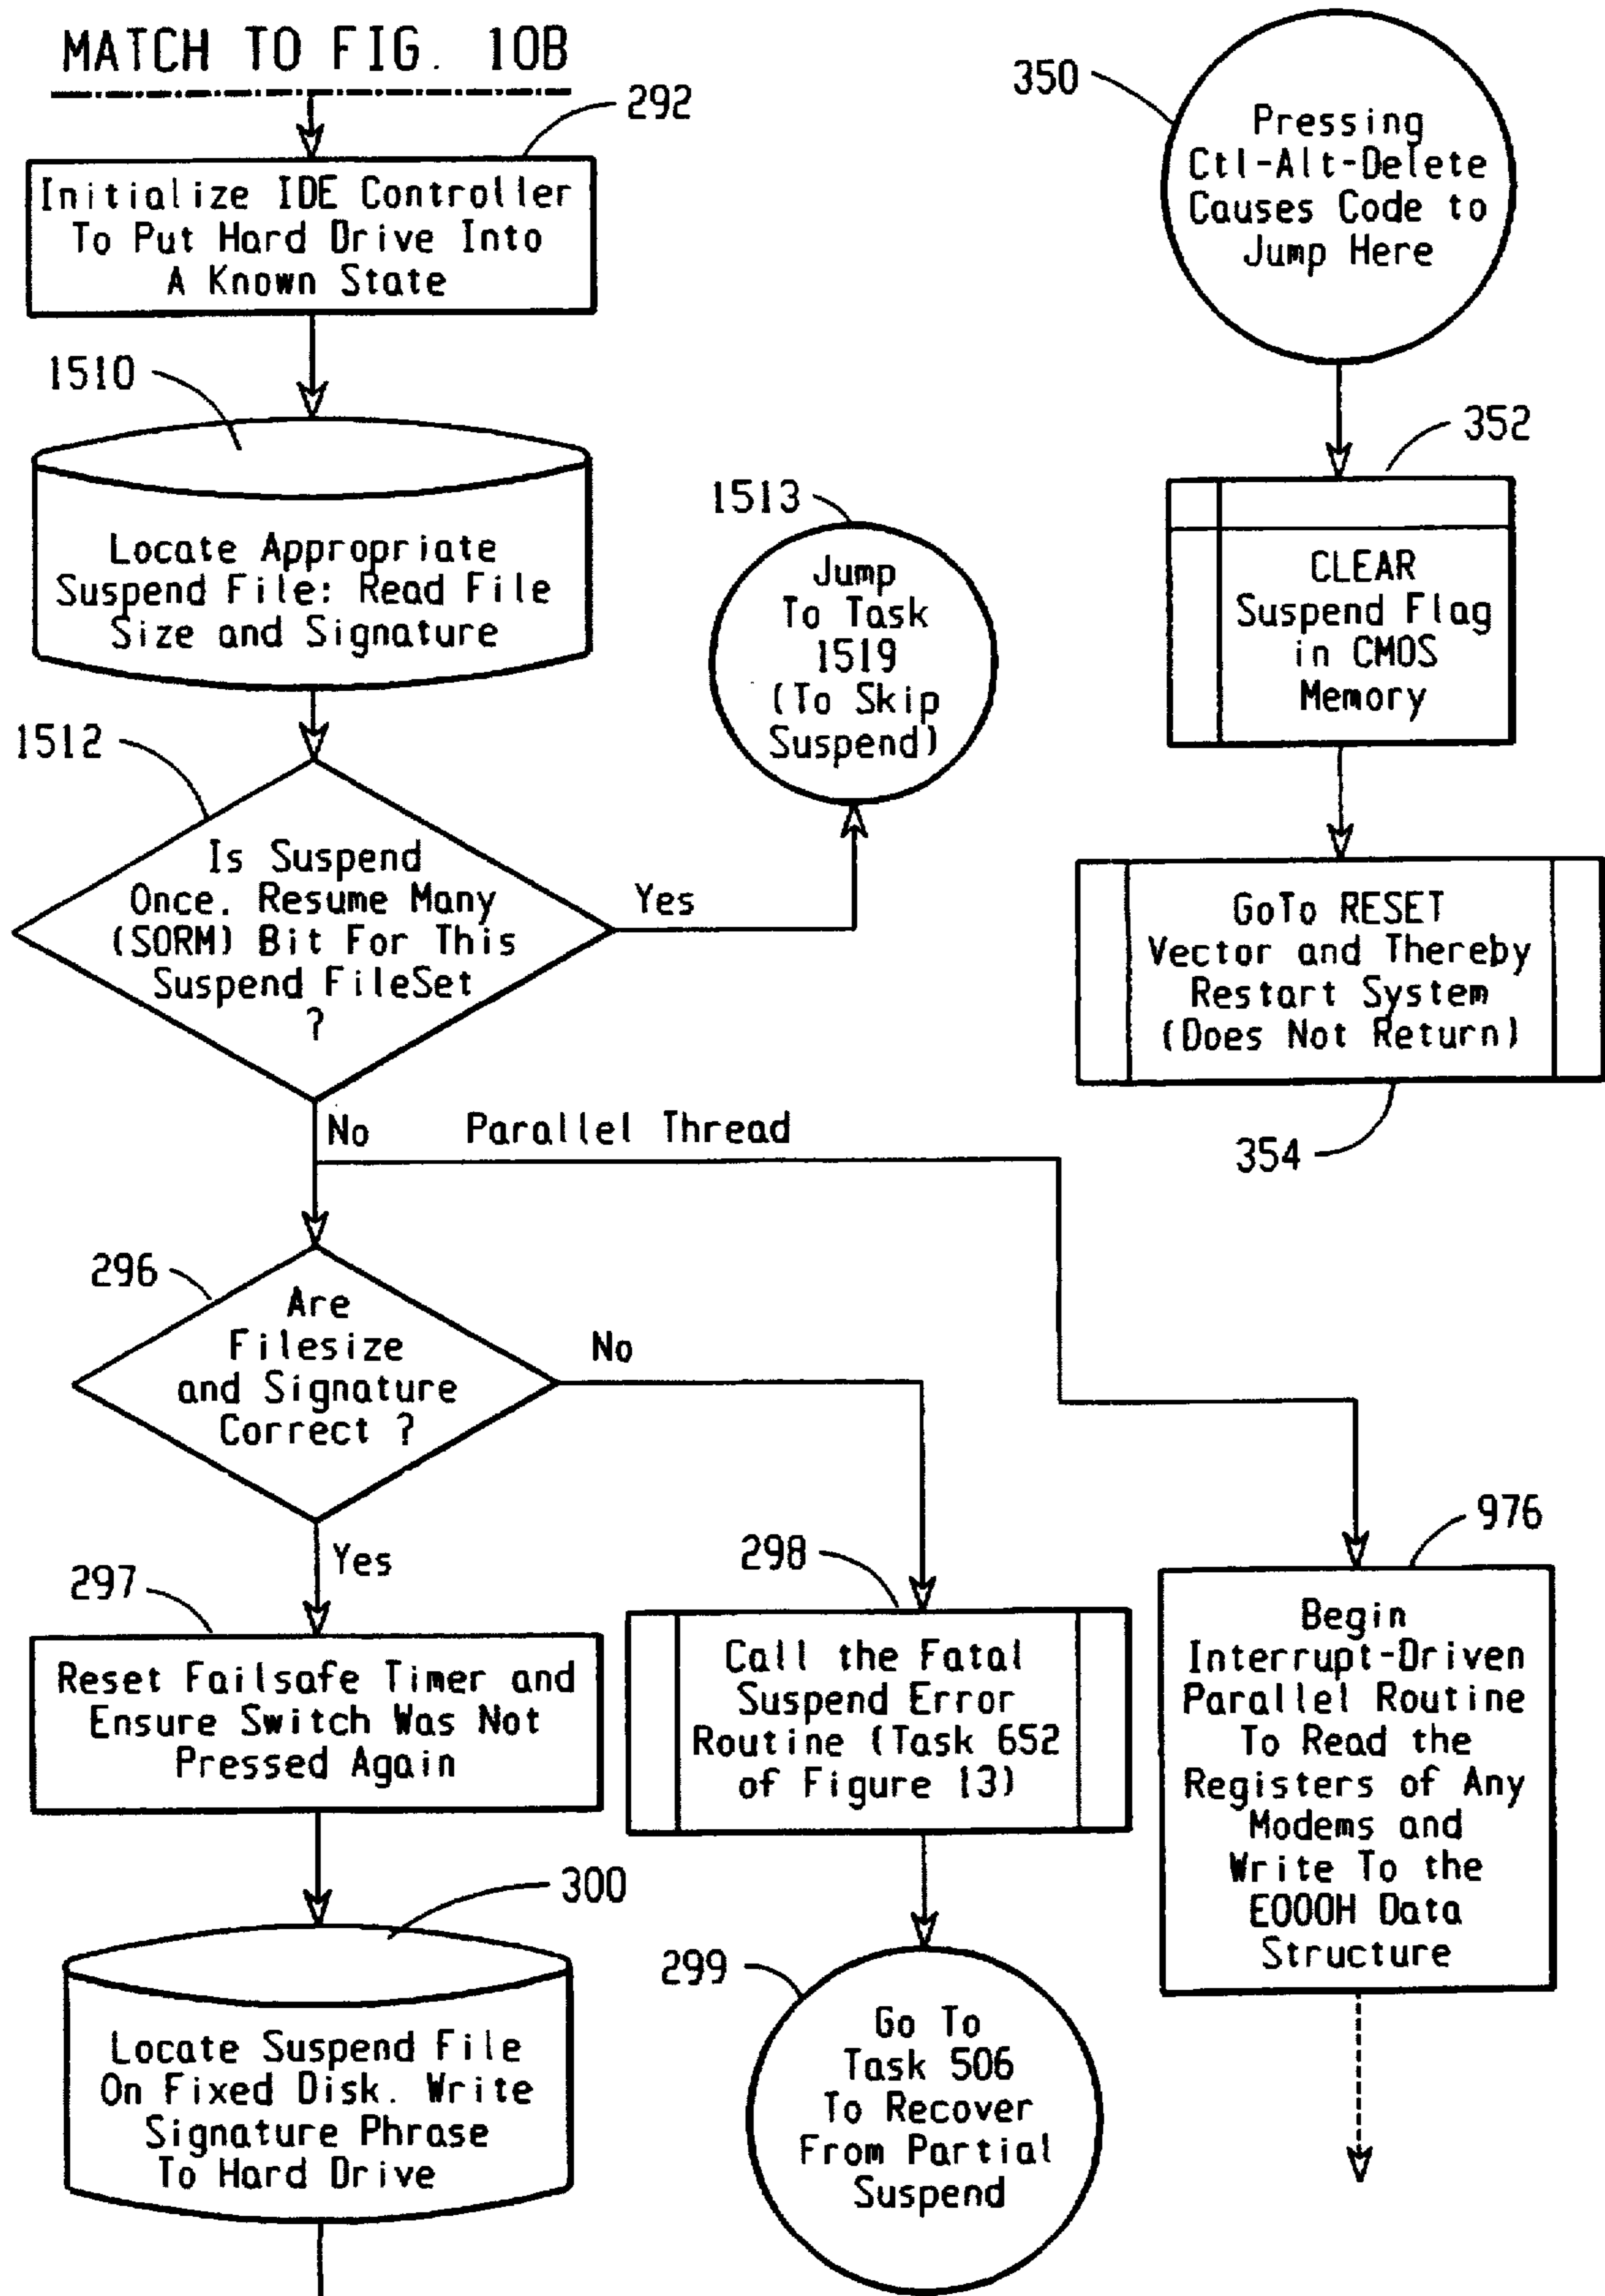 MATCH TO FIG. 10B
292
Initialize IDE Controller
To Put Hard Drive Into
A Known State
1510
Locate Appropriate
Suspend File: Read File
Size and Signature
1512
Is Suspend
Once. Resume Many
(SORM) Bit For This
Suspend FileSet
?
Yes
1513
Jump
To Task
1519
(To Skip
Suspend)
No
Parallel Thread
296
Are
Filesize
and Signature
Correct ?
No
Yes
297
Reset Failsafe Timer and
Ensure Switch Was Not
Pressed Again
300
Locate Suspend File
On Fixed Disk. Write
Signature Phrase
To Hard Drive
298
Call the Fatal
Suspend Error
Routine (Task 652
of Figure 13)
299
Go To
Task 506
To Recover
From Partial
Suspend
350
Pressing
Ctl-Alt-Delete
Causes Code to
Jump Here
352
CLEAR
Suspend Flag
in CMOS
Memory
GoTo RESET
Vector and Thereby
Restart System
(Does Not Return)
354
976
Begin
Interrupt-Driven
Parallel Routine
To Read the
Registers of Any
Modems and
Write To the
E000H Data
Structure